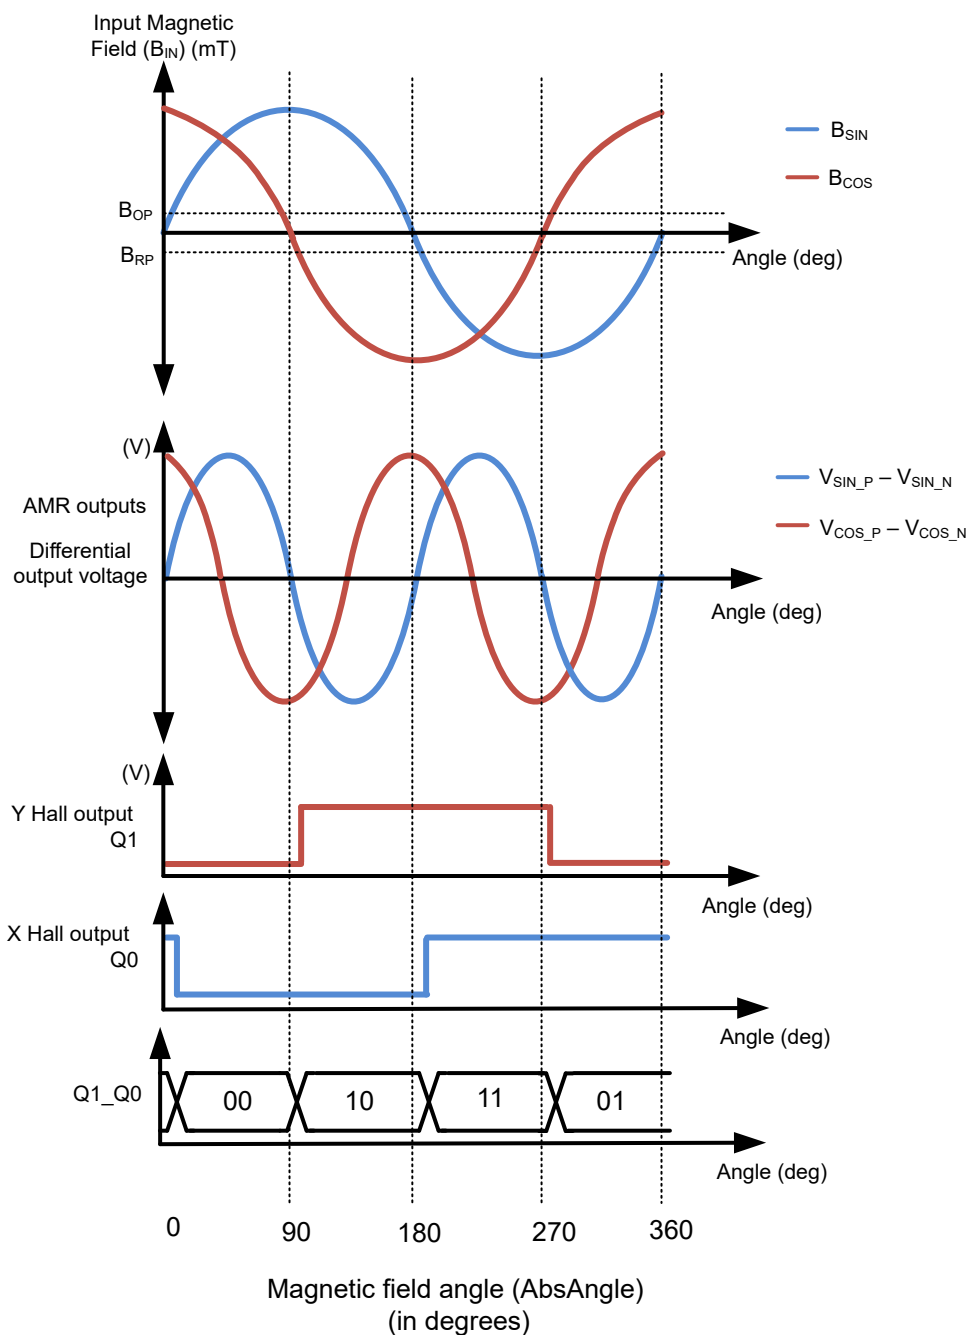 Input Magnetic
Field (BIN) (mT)
BSIN
BCOS
BOP
BRP
Angle (deg)
(V)
AMR outputs
Differential
output voltage
VSIN_P – VSIN_N
VCOS_P – VCOS_N
Angle (deg)
(V)
Y Hall output
Q1
Angle (deg)
X Hall output
Q0
Angle (deg)
Q1_Q0
00 10 11 01
Angle (deg)
0 90 180 270 360
Magnetic field angle (AbsAngle)
(in degrees)